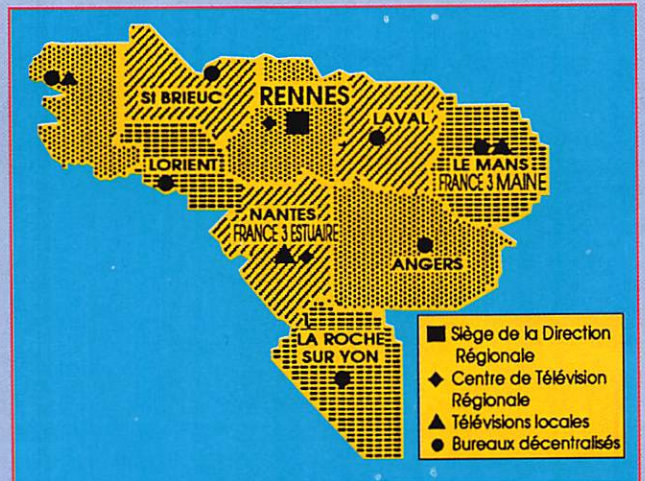 SI BRIEUC
RENNES
LAVAL
LORIENT
LE MANS
FRANCE 3 MAINE
NANTES
FRANCE 3 ESTUAIRE
ANGERS
LA ROCHE
SUR YON
Siège de la Direction
Régionale
Centre de Télévision
Régionale
Télévisions locales
Bureaux décentralisés